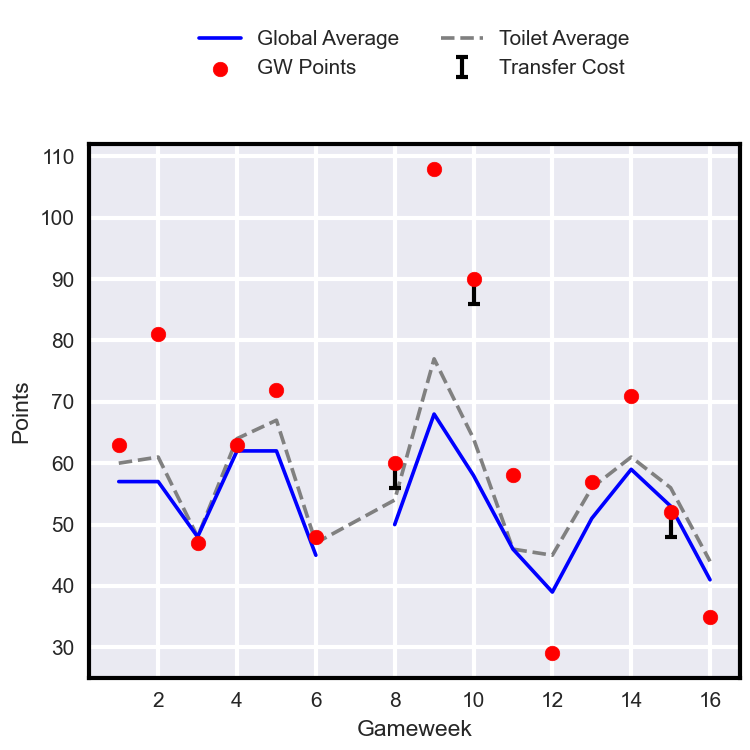 Global Average
Toilet Average
GW Points
Transfer Cost
110
100
90
80
70
60
50
40
30
Points
2 4 6 8 10 12 14 16
Gameweek